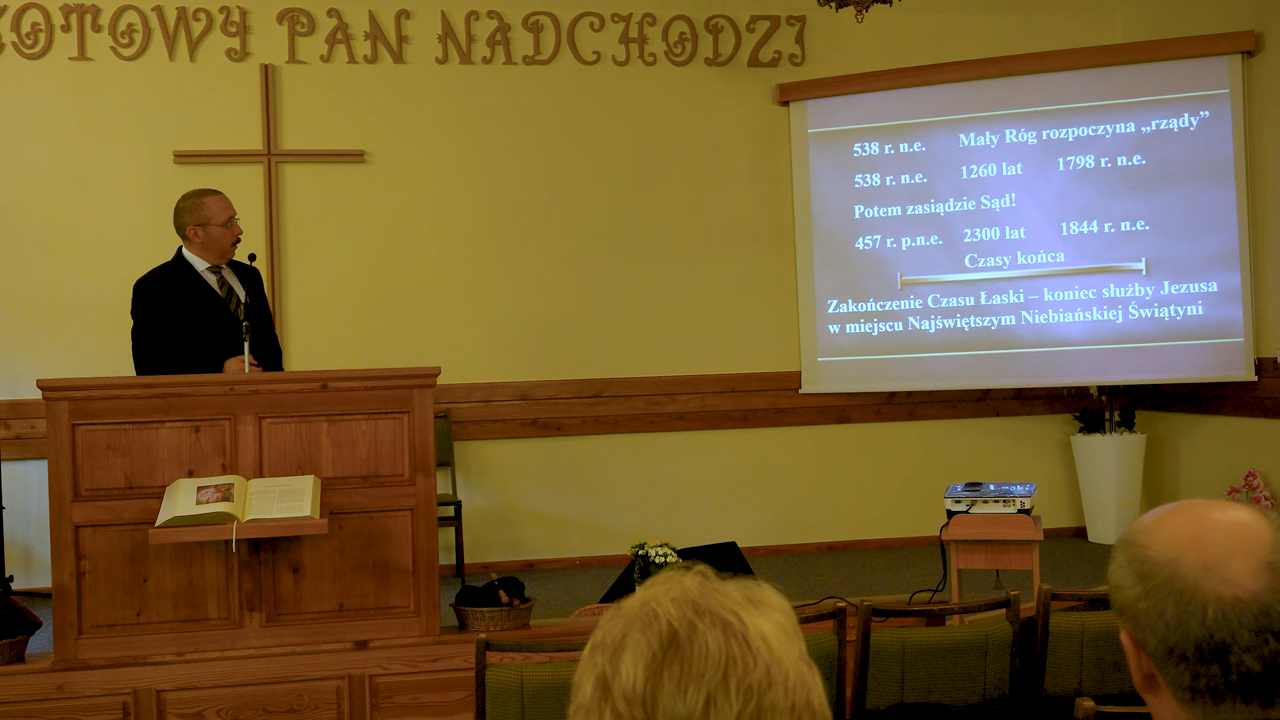 GOTOWY PAN NADCHODZI
538 r. n.e. Mały Róg rozpoczyna „rządy”
538 r. n.e. 1260 lat 1798 r. n.e.
Potem zasiądzie Sąd!
457 r. p.n.e. 2300 lat 1844 r. n.e.
Czasy końca
Zakończenie Czasu Łaski – koniec służby Jezusa
w miejscu Najświętszym Niebiańskiej Świątyni